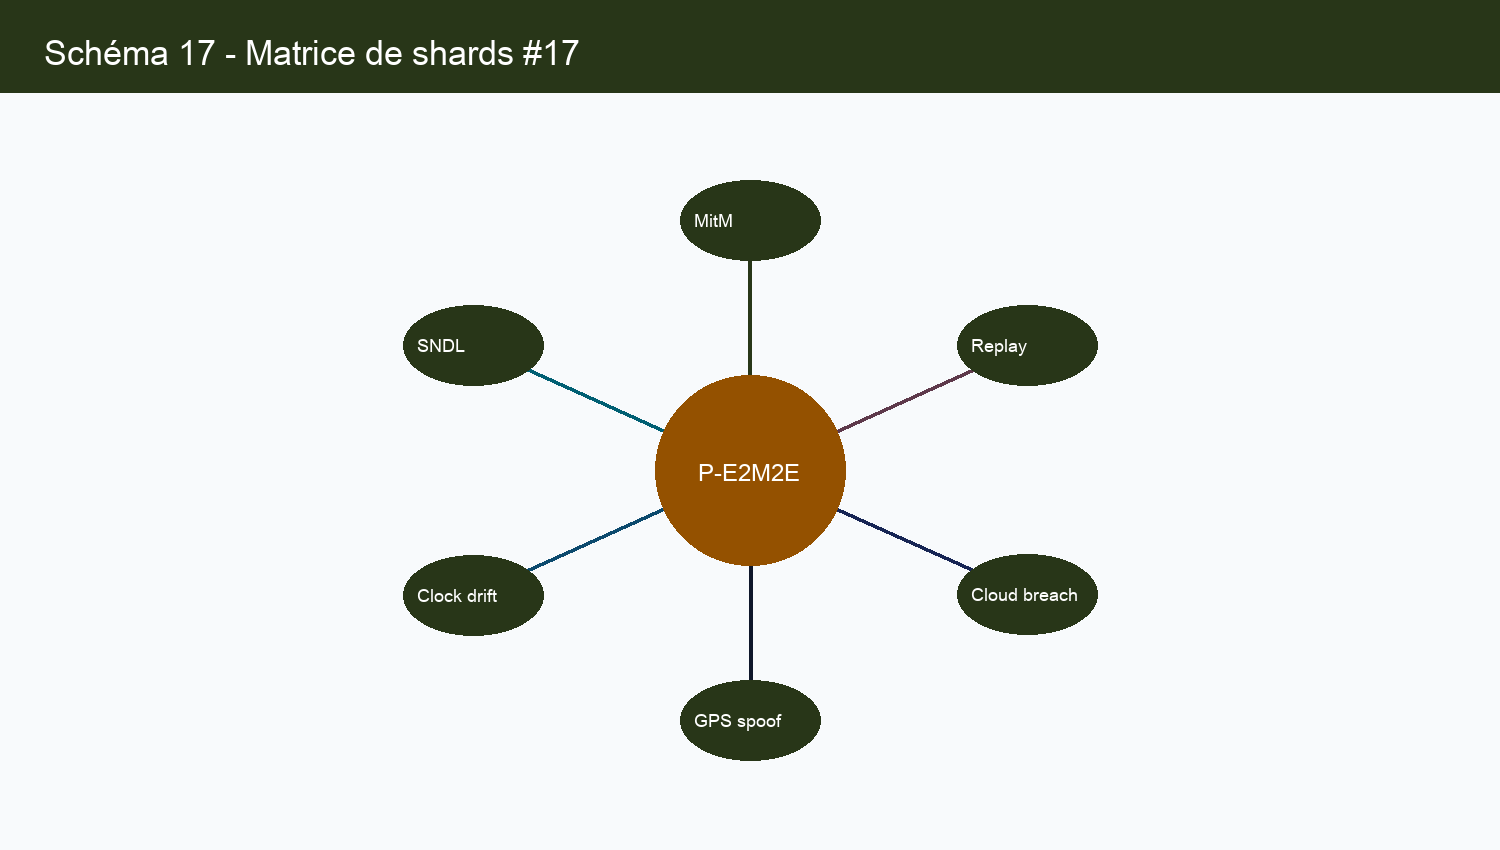 Schéma 17 - Matrice de shards #17
MitM
SNDL
Replay
P-E2M2E
Clock drift
Cloud breach
GPS spoof